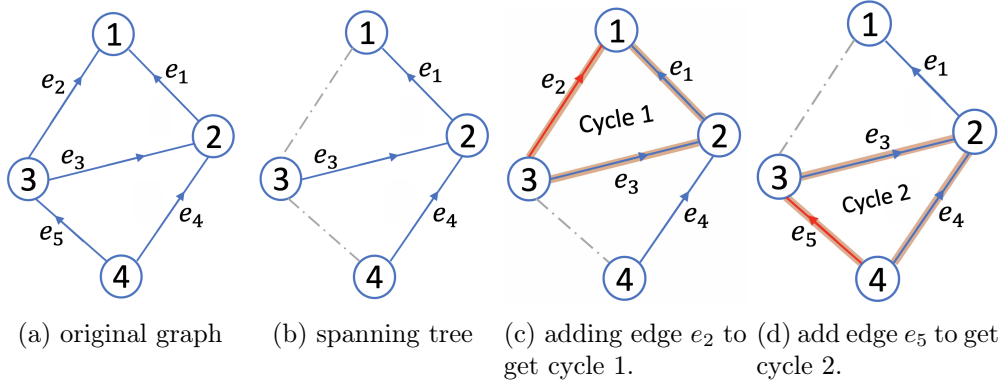 1
e₂
e₁
2
e₃
3
e₄
e₅
4
(a) original graph
1
e₁
2
e₃
3
e₄
4
(b) spanning tree
1
e₂
e₁
Cycle 1
2
3
e₃
e₄
4
(c) adding edge e₂ to
get cycle 1.
1
e₁
2
e₃
3
Cycle 2
e₄
e₅
4
(d) add edge e₅ to get
cycle 2.